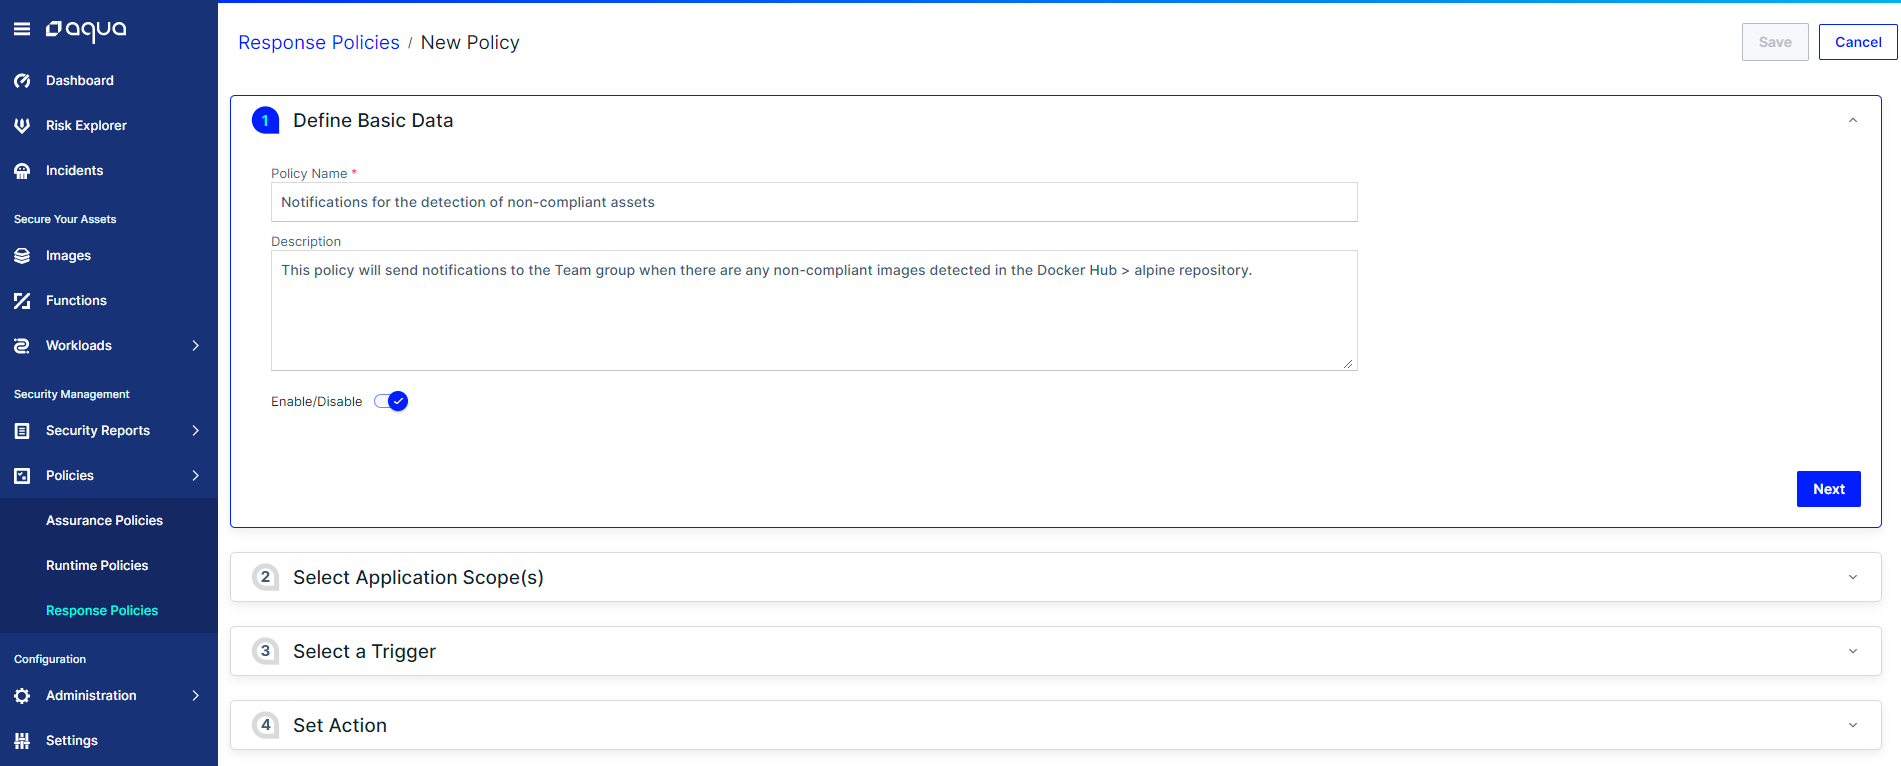 aqua
Dashboard
Risk Explorer
Incidents
Secure Your Assets
Images
Functions
Workloads
Security Management
Security Reports
Policies
Assurance Policies
Runtime Policies
Response Policies
Configuration
Administration
Settings
Response Policies / New Policy
Save
Cancel
1 Define Basic Data
Policy Name *
Notifications for the detection of non-compliant assets
Description
This policy will send notifications to the Team group when there are any non-compliant images detected in the Docker Hub > alpine repository.
Enable/Disable
Next
2 Select Application Scope(s)
3 Select a Trigger
4 Set Action